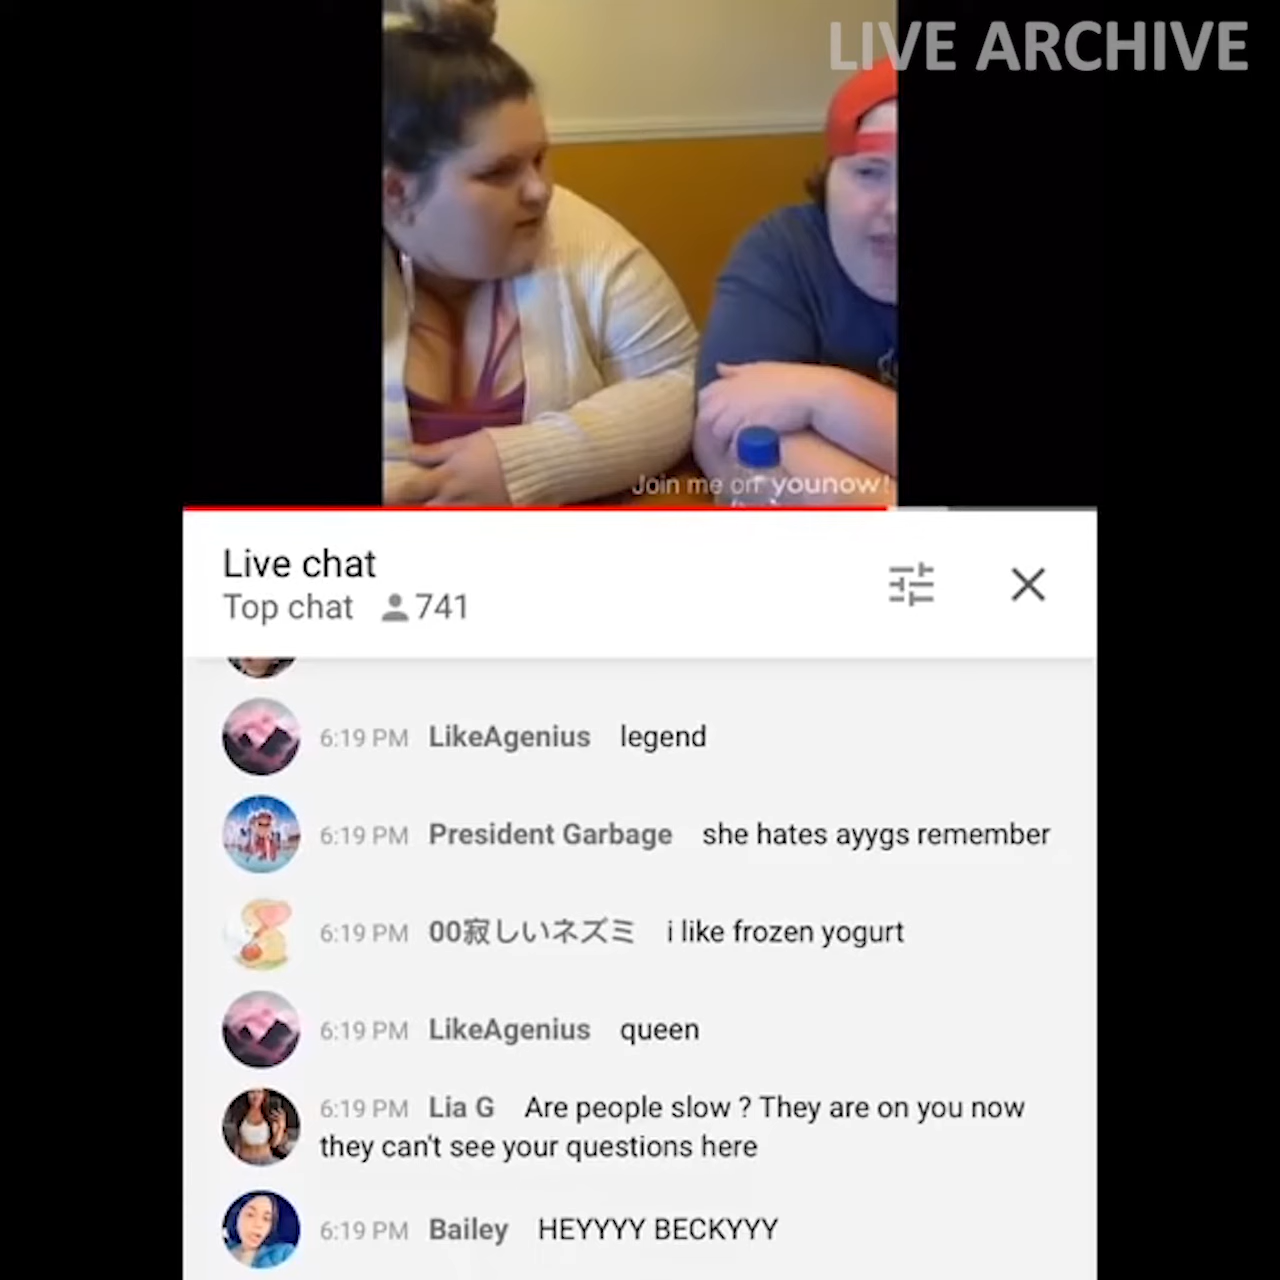 LIVE ARCHIVE
Join me on younow!
Live chat
Top chat 741
6:19 PM LikeAgenius legend
6:19 PM President Garbage she hates ayygs remember
6:19 PM 00寂しいネズミ i like frozen yogurt
6:19 PM LikeAgenius queen
6:19 PM Lia G Are people slow ? They are on you now
they can't see your questions here
6:19 PM Bailey HEYYYY BECKYYY